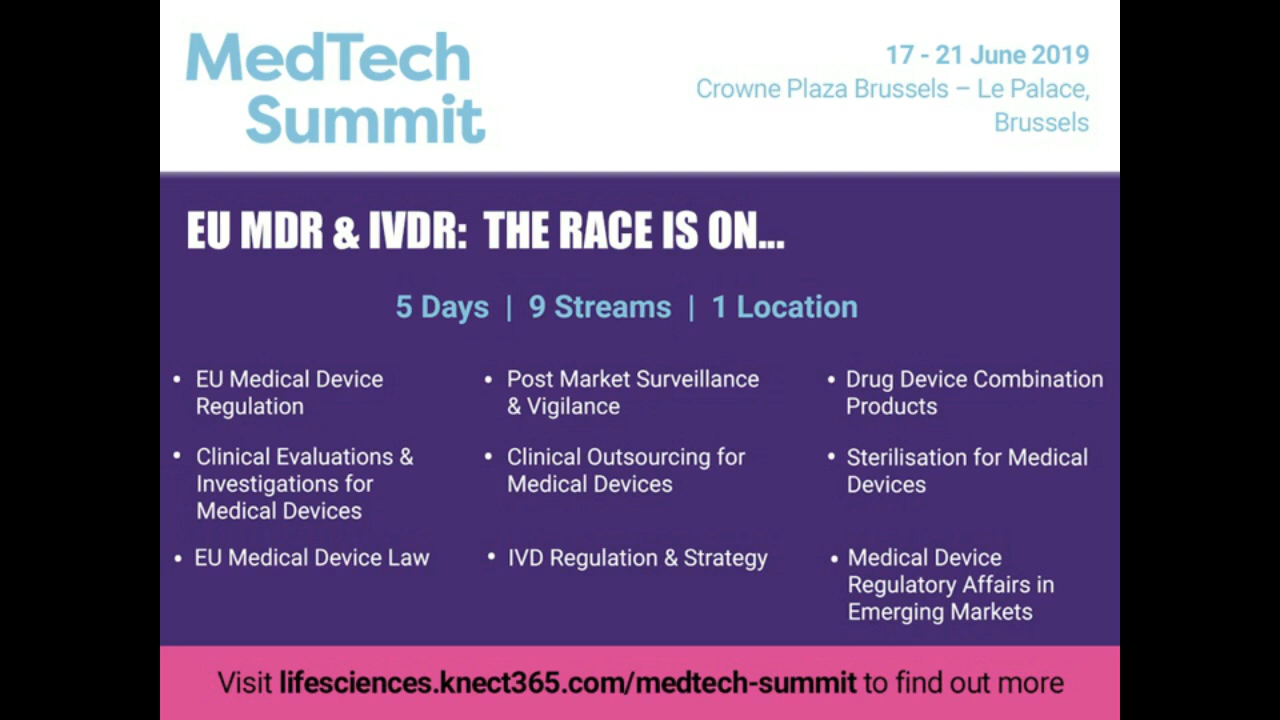 MedTech
Summit
17 - 21 June 2019
Crowne Plaza Brussels – Le Palace,
Brussels
EU MDR & IVDR: THE RACE IS ON...
5 Days | 9 Streams | 1 Location
• EU Medical Device
Regulation
• Clinical Evaluations &
Investigations for
Medical Devices
• EU Medical Device Law
• Post Market Surveillance
& Vigilance
• Clinical Outsourcing for
Medical Devices
• IVD Regulation & Strategy
• Drug Device Combination
Products
• Sterilisation for Medical
Devices
• Medical Device
Regulatory Affairs in
Emerging Markets
Visit lifesciences.knect365.com/medtech-summit to find out more